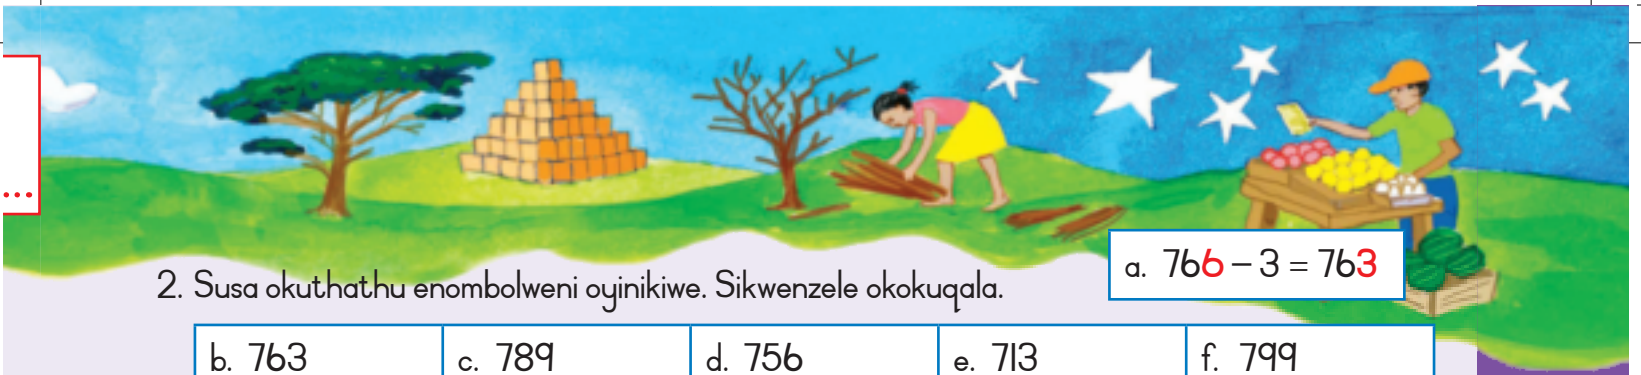 ...
a. 766 – 3 = 763
2. Susa okuthathu enombolweni oyinikiwe. Sikwenzele okokuqala.
b. 763 c. 789 d. 756 e. 713 f. 799